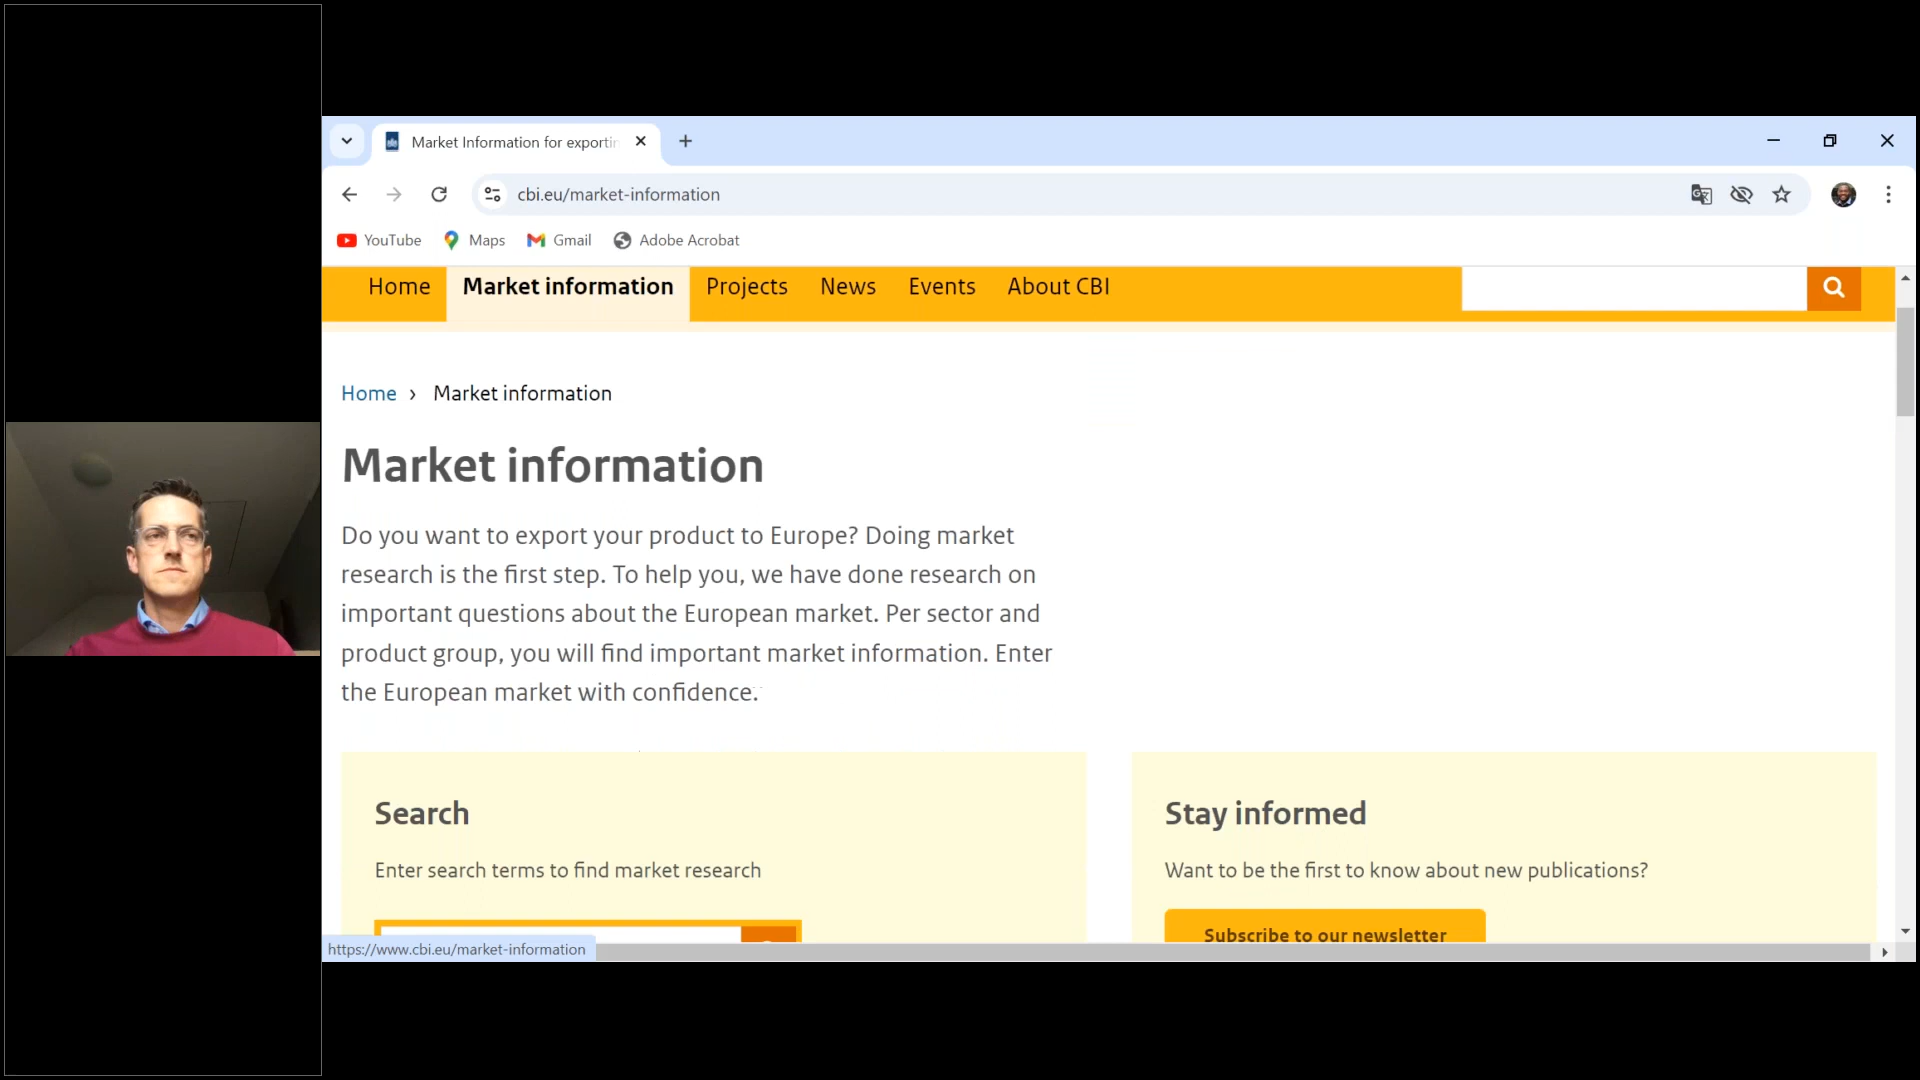 Market Information for exportin
cbi.eu/market-information
YouTube Maps Gmail Adobe Acrobat
Home Market information Projects News Events About CBI
Home › Market information
Market information
Do you want to export your product to Europe? Doing market
research is the first step. To help you, we have done research on
important questions about the European market. Per sector and
product group, you will find important market information. Enter
the European market with confidence.
Search
Enter search terms to find market research
Stay informed
Want to be the first to know about new publications?
Subscribe to our newsletter
https://www.cbi.eu/market-information